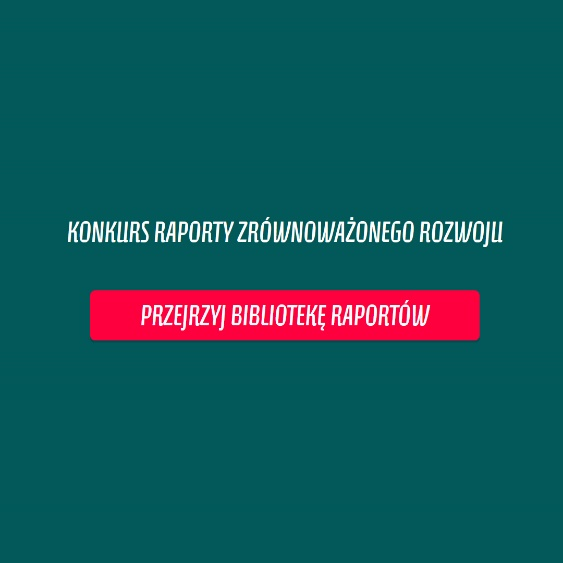 KONKURS RAPORTY ZRÓWNOWAŻONEGO ROZWOJU
PRZEJRZYJ BIBLIOTEKĘ RAPORTÓW